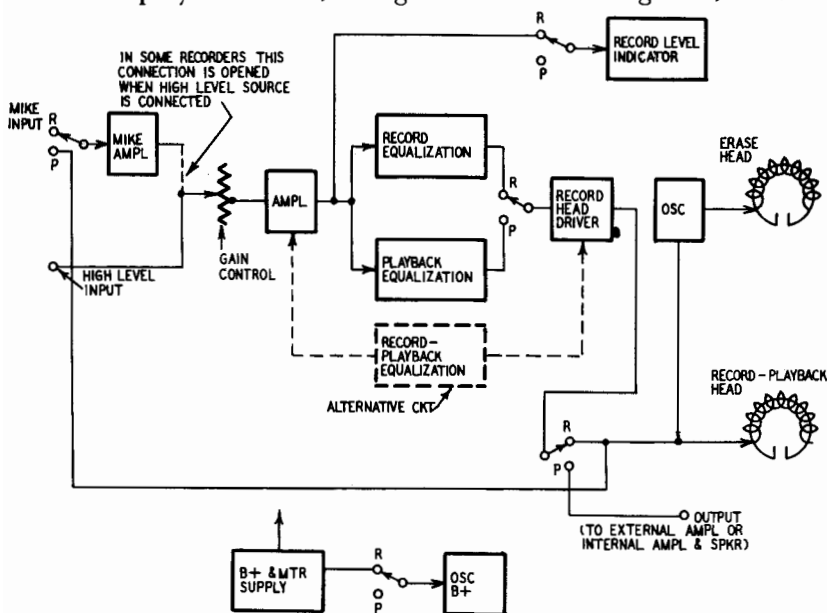 R
P
RECORD LEVEL
INDICATOR
IN SOME RECORDERS THIS
CONNECTION IS OPENED
WHEN HIGH LEVEL SOURCE
IS CONNECTED
MIKE
INPUT
R
P
MIKE
AMPL
RECORD
EQUALIZATION
ERASE
HEAD
AMPL
R
P
RECORD
HEAD
DRIVER
OSC
GAIN
CONTROL
HIGH LEVEL
INPUT
PLAYBACK
EQUALIZATION
RECORD-
PLAYBACK
EQUALIZATION
ALTERNATIVE CKT
RECORD-PLAYBACK
HEAD
R
P
OUTPUT
(TO EXTERNAL AMPL OR
INTERNAL AMPL & SPKR)
B+ & MTR
SUPPLY
R
P
OSC
B+